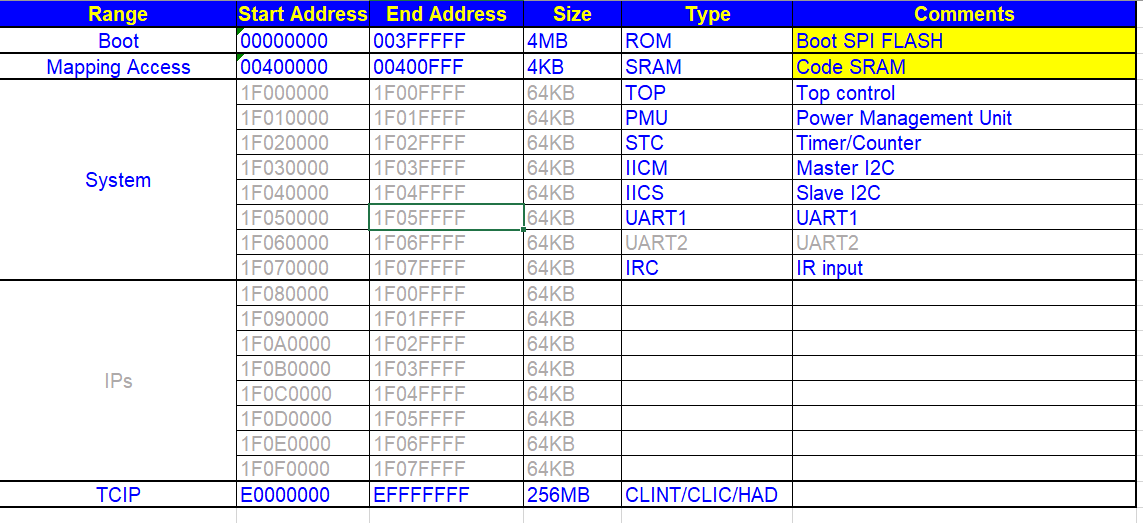 Range Start Address End Address Size Type Comments
Boot 00000000 003FFFFF 4MB ROM Boot SPI FLASH
Mapping Access 00400000 00400FFF 4KB SRAM Code SRAM
System 1F000000 1F00FFFF 64KB TOP Top control
1F010000 1F01FFFF 64KB PMU Power Management Unit
1F020000 1F02FFFF 64KB STC Timer/Counter
1F030000 1F03FFFF 64KB IICM Master I2C
1F040000 1F04FFFF 64KB IICS Slave I2C
1F050000 1F05FFFF 64KB UART1 UART1
1F060000 1F06FFFF 64KB UART2 UART2
1F070000 1F07FFFF 64KB IRC IR input
IPs 1F080000 1F00FFFF 64KB
1F090000 1F01FFFF 64KB
1F0A0000 1F02FFFF 64KB
1F0B0000 1F03FFFF 64KB
1F0C0000 1F04FFFF 64KB
1F0D0000 1F05FFFF 64KB
1F0E0000 1F06FFFF 64KB
1F0F0000 1F07FFFF 64KB
TCIP E0000000 EFFFFFFF 256MB CLINT/CLIC/HAD